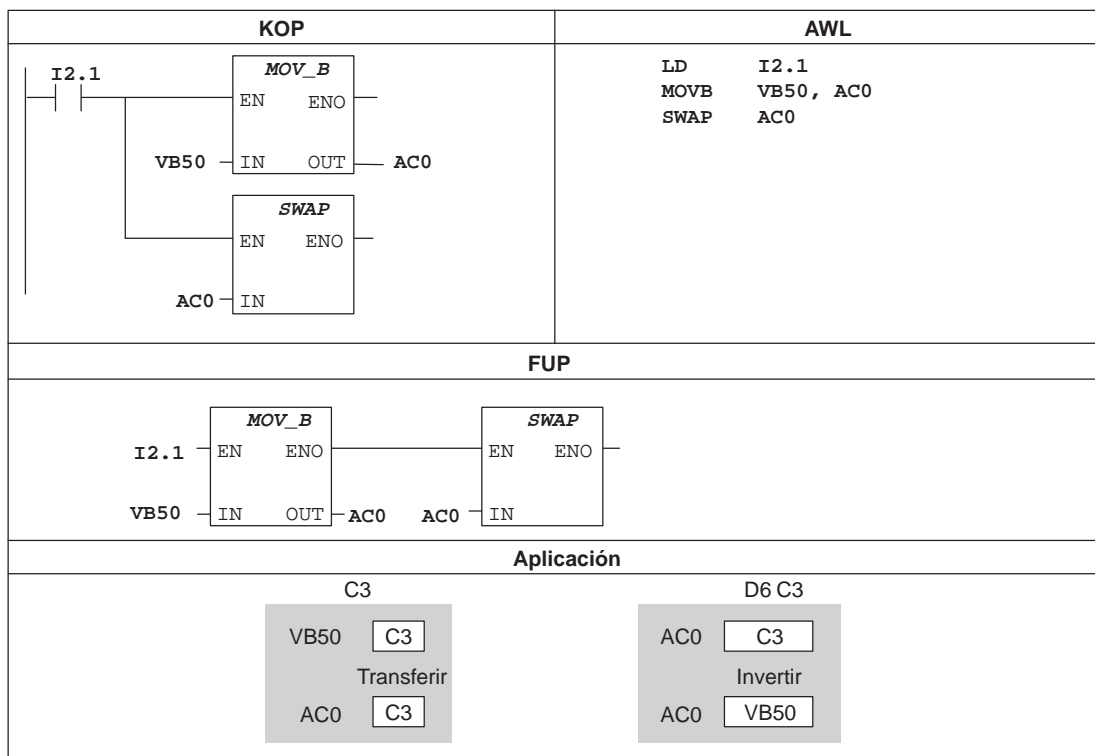 KOP
AWL
I2.1
MOV_B
EN ENO
VB50 IN OUT AC0
SWAP
EN ENO
AC0 IN
LD I2.1
MOVB VB50, AC0
SWAP AC0
FUP
MOV_B SWAP
I2.1 EN ENO EN ENO
VB50 IN OUT AC0 AC0 IN
Aplicación
C3
VB50 C3
Transferir
AC0 C3
D6 C3
AC0 C3
Invertir
AC0 VB50